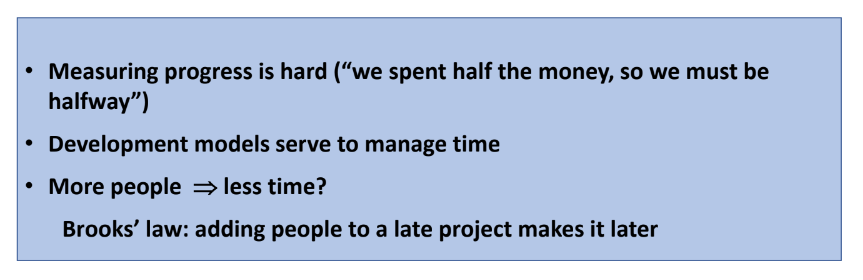 • Measuring progress is hard (“we spent half the money, so we must be
halfway”)
• Development models serve to manage time
• More people ⇒ less time?
Brooks’ law: adding people to a late project makes it later